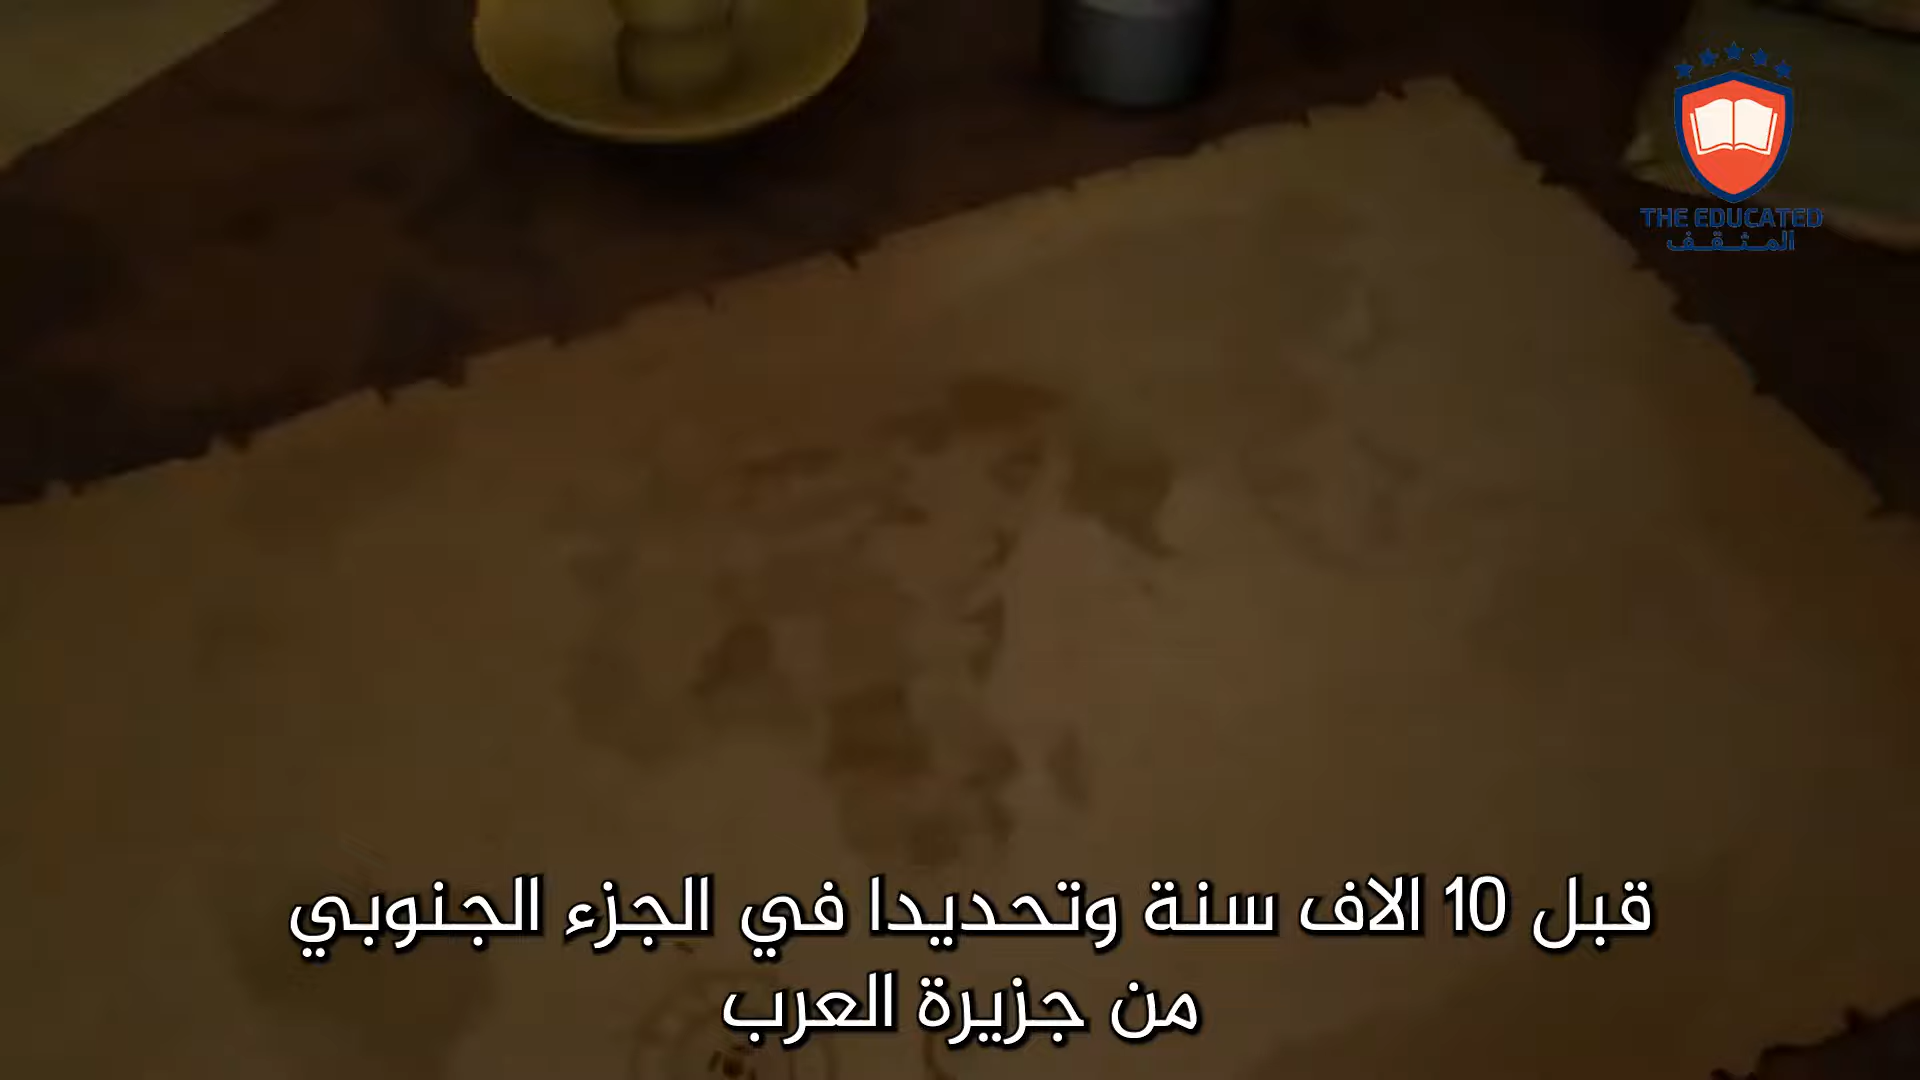 THE EDUCATED
المثقف
قبل 10 الاف سنة وتحديدا في الجزء الجنوبي
من جزيرة العرب